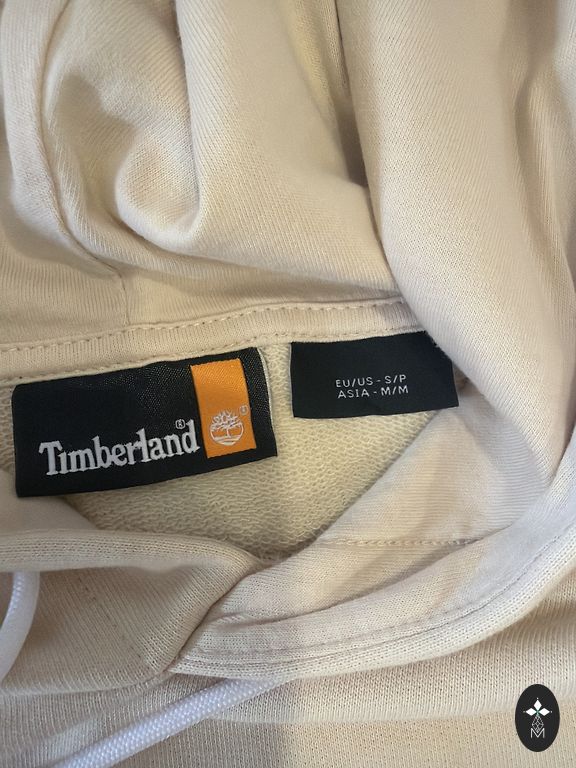 Timberland®
®
EU/US - S/P
ASIA - M/M
M